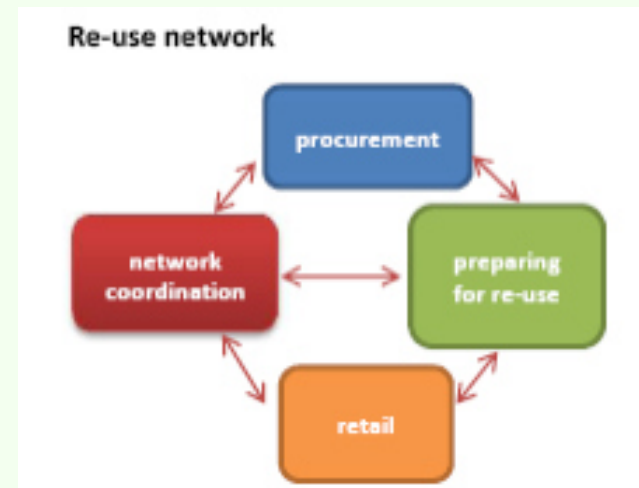 Re-use network
procurement
network
coordination
preparing
for re-use
retail